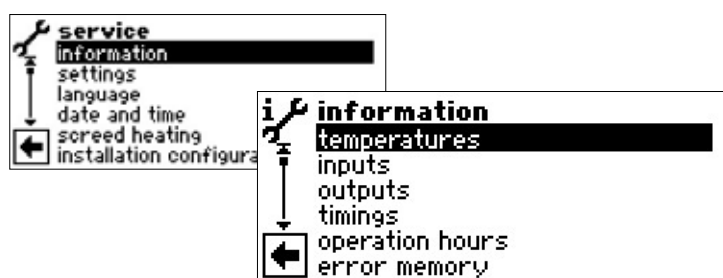 service
information
settings
language
date and time
screed heating
installation configura
i information
temperatures
inputs
outputs
timings
operation hours
error memory